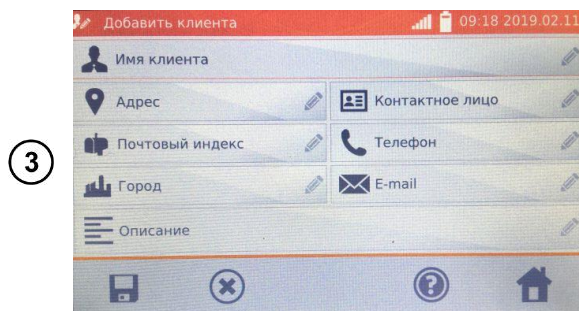 Добавить клиента 09:18 2019.02.11
Имя клиента
Адрес
Контактное лицо
Почтовый индекс
Телефон
Город
E-mail
Описание
3